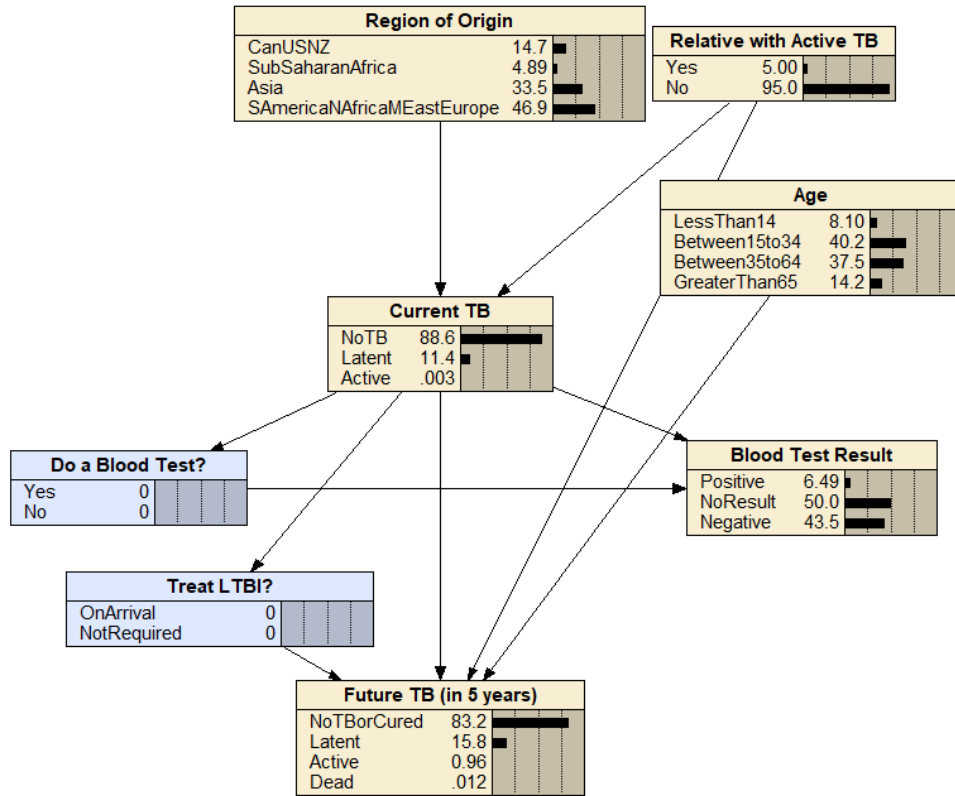 Region of Origin
CanUSNZ 14.7
SubSaharanAfrica 4.89
Asia 33.5
SAmericaNAfricaMEastEurope 46.9
Relative with Active TB
Yes 5.00
No 95.0
Age
LessThan14 8.10
Between15to34 40.2
Between35to64 37.5
GreaterThan65 14.2
Current TB
NoTB 88.6
Latent 11.4
Active .003
Do a Blood Test?
Yes 0
No 0
Blood Test Result
Positive 6.49
NoResult 50.0
Negative 43.5
Treat LTBI?
OnArrival 0
NotRequired 0
Future TB (in 5 years)
NoTBorCured 83.2
Latent 15.8
Active 0.96
Dead .012